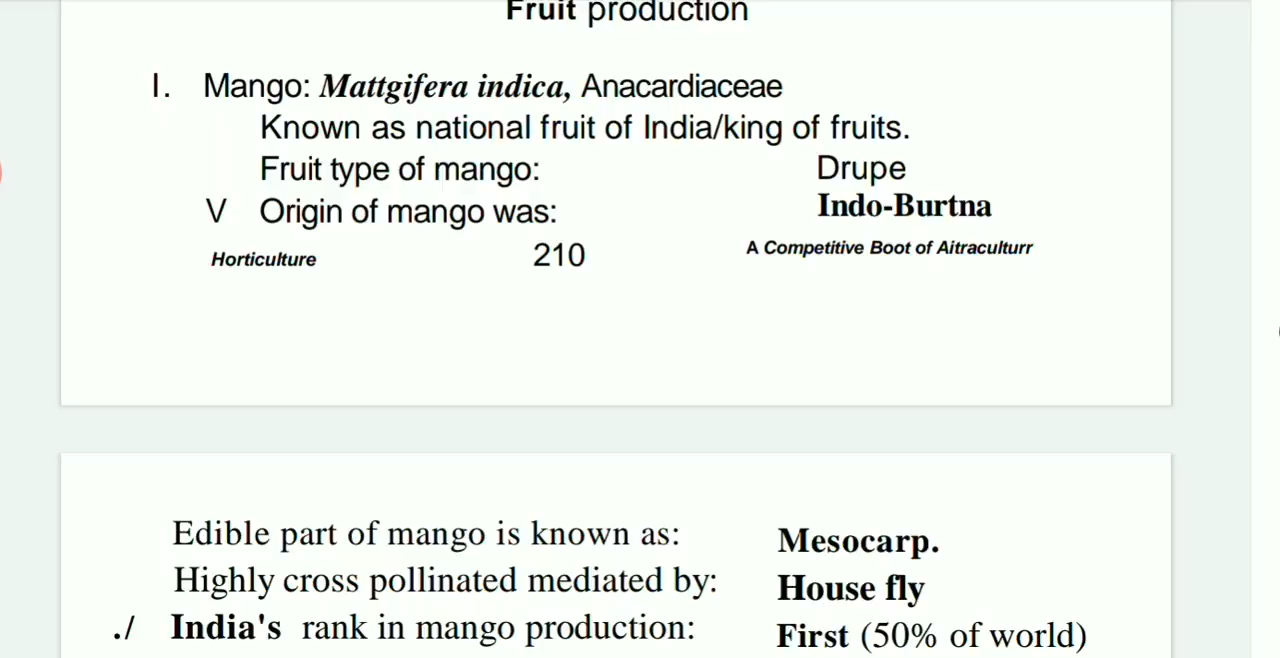 Fruit production
I. Mango: Mattgifera indica, Anacardiaceae
Known as national fruit of India/king of fruits.
Fruit type of mango: Drupe
V Origin of mango was: Indo-Burtna
Horticulture 210 A Competitive Boot of Aitraculturr
Edible part of mango is known as: Mesocarp.
Highly cross pollinated mediated by: House fly
./ India's rank in mango production: First (50% of world)